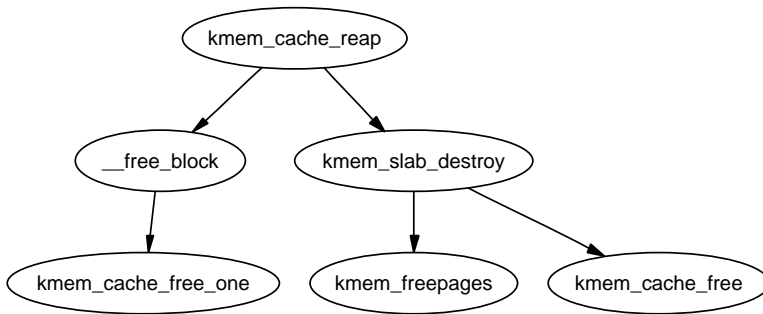 kmem_cache_reap
__free_block
kmem_slab_destroy
kmem_cache_free_one
kmem_freepages
kmem_cache_free